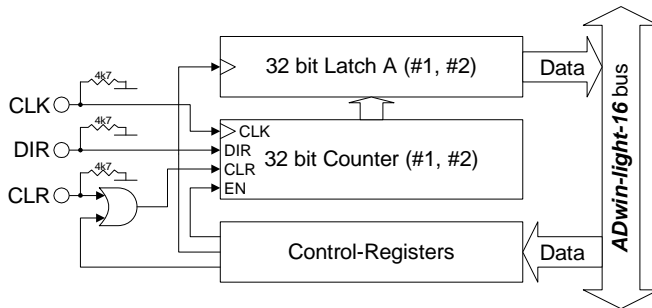 32 bit Latch A (#1, #2)
Data
4k7
CLK
4k7
DIR
4k7
CLR
CLK
DIR
CLR
EN
32 bit Counter (#1, #2)
Control-Registers
Data
ADwin-light-16 bus